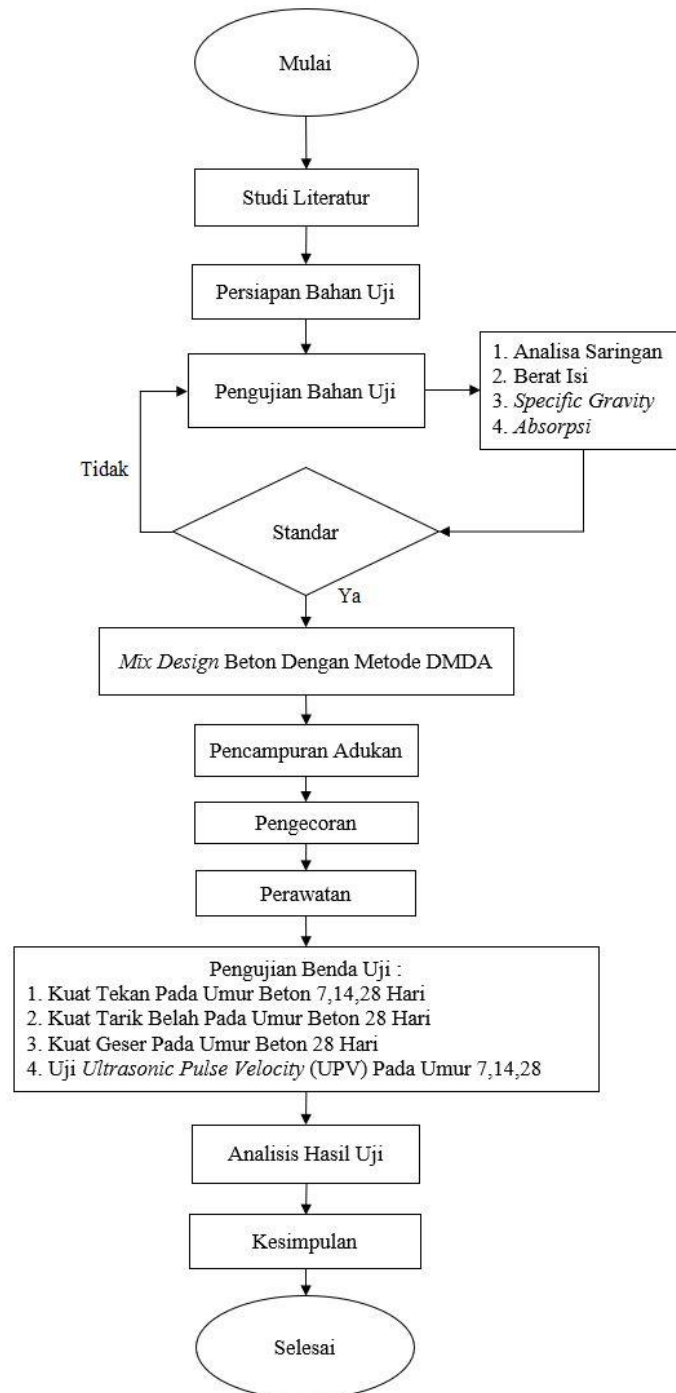 Mulai
Studi Literatur
Persiapan Bahan Uji
Pengujian Bahan Uji
1. Analisa Saringan
2. Berat Isi
3. Specific Gravity
4. Absorpsi
Tidak
Standar
Ya
Mix Design Beton Dengan Metode DMDA
Pencampuran Adukan
Pengecoran
Perawatan
Pengujian Benda Uji :
1. Kuat Tekan Pada Umur Beton 7,14,28 Hari
2. Kuat Tarik Belah Pada Umur Beton 28 Hari
3. Kuat Geser Pada Umur Beton 28 Hari
4. Uji Ultrasonic Pulse Velocity (UPV) Pada Umur 7,14,28
Analisis Hasil Uji
Kesimpulan
Selesai